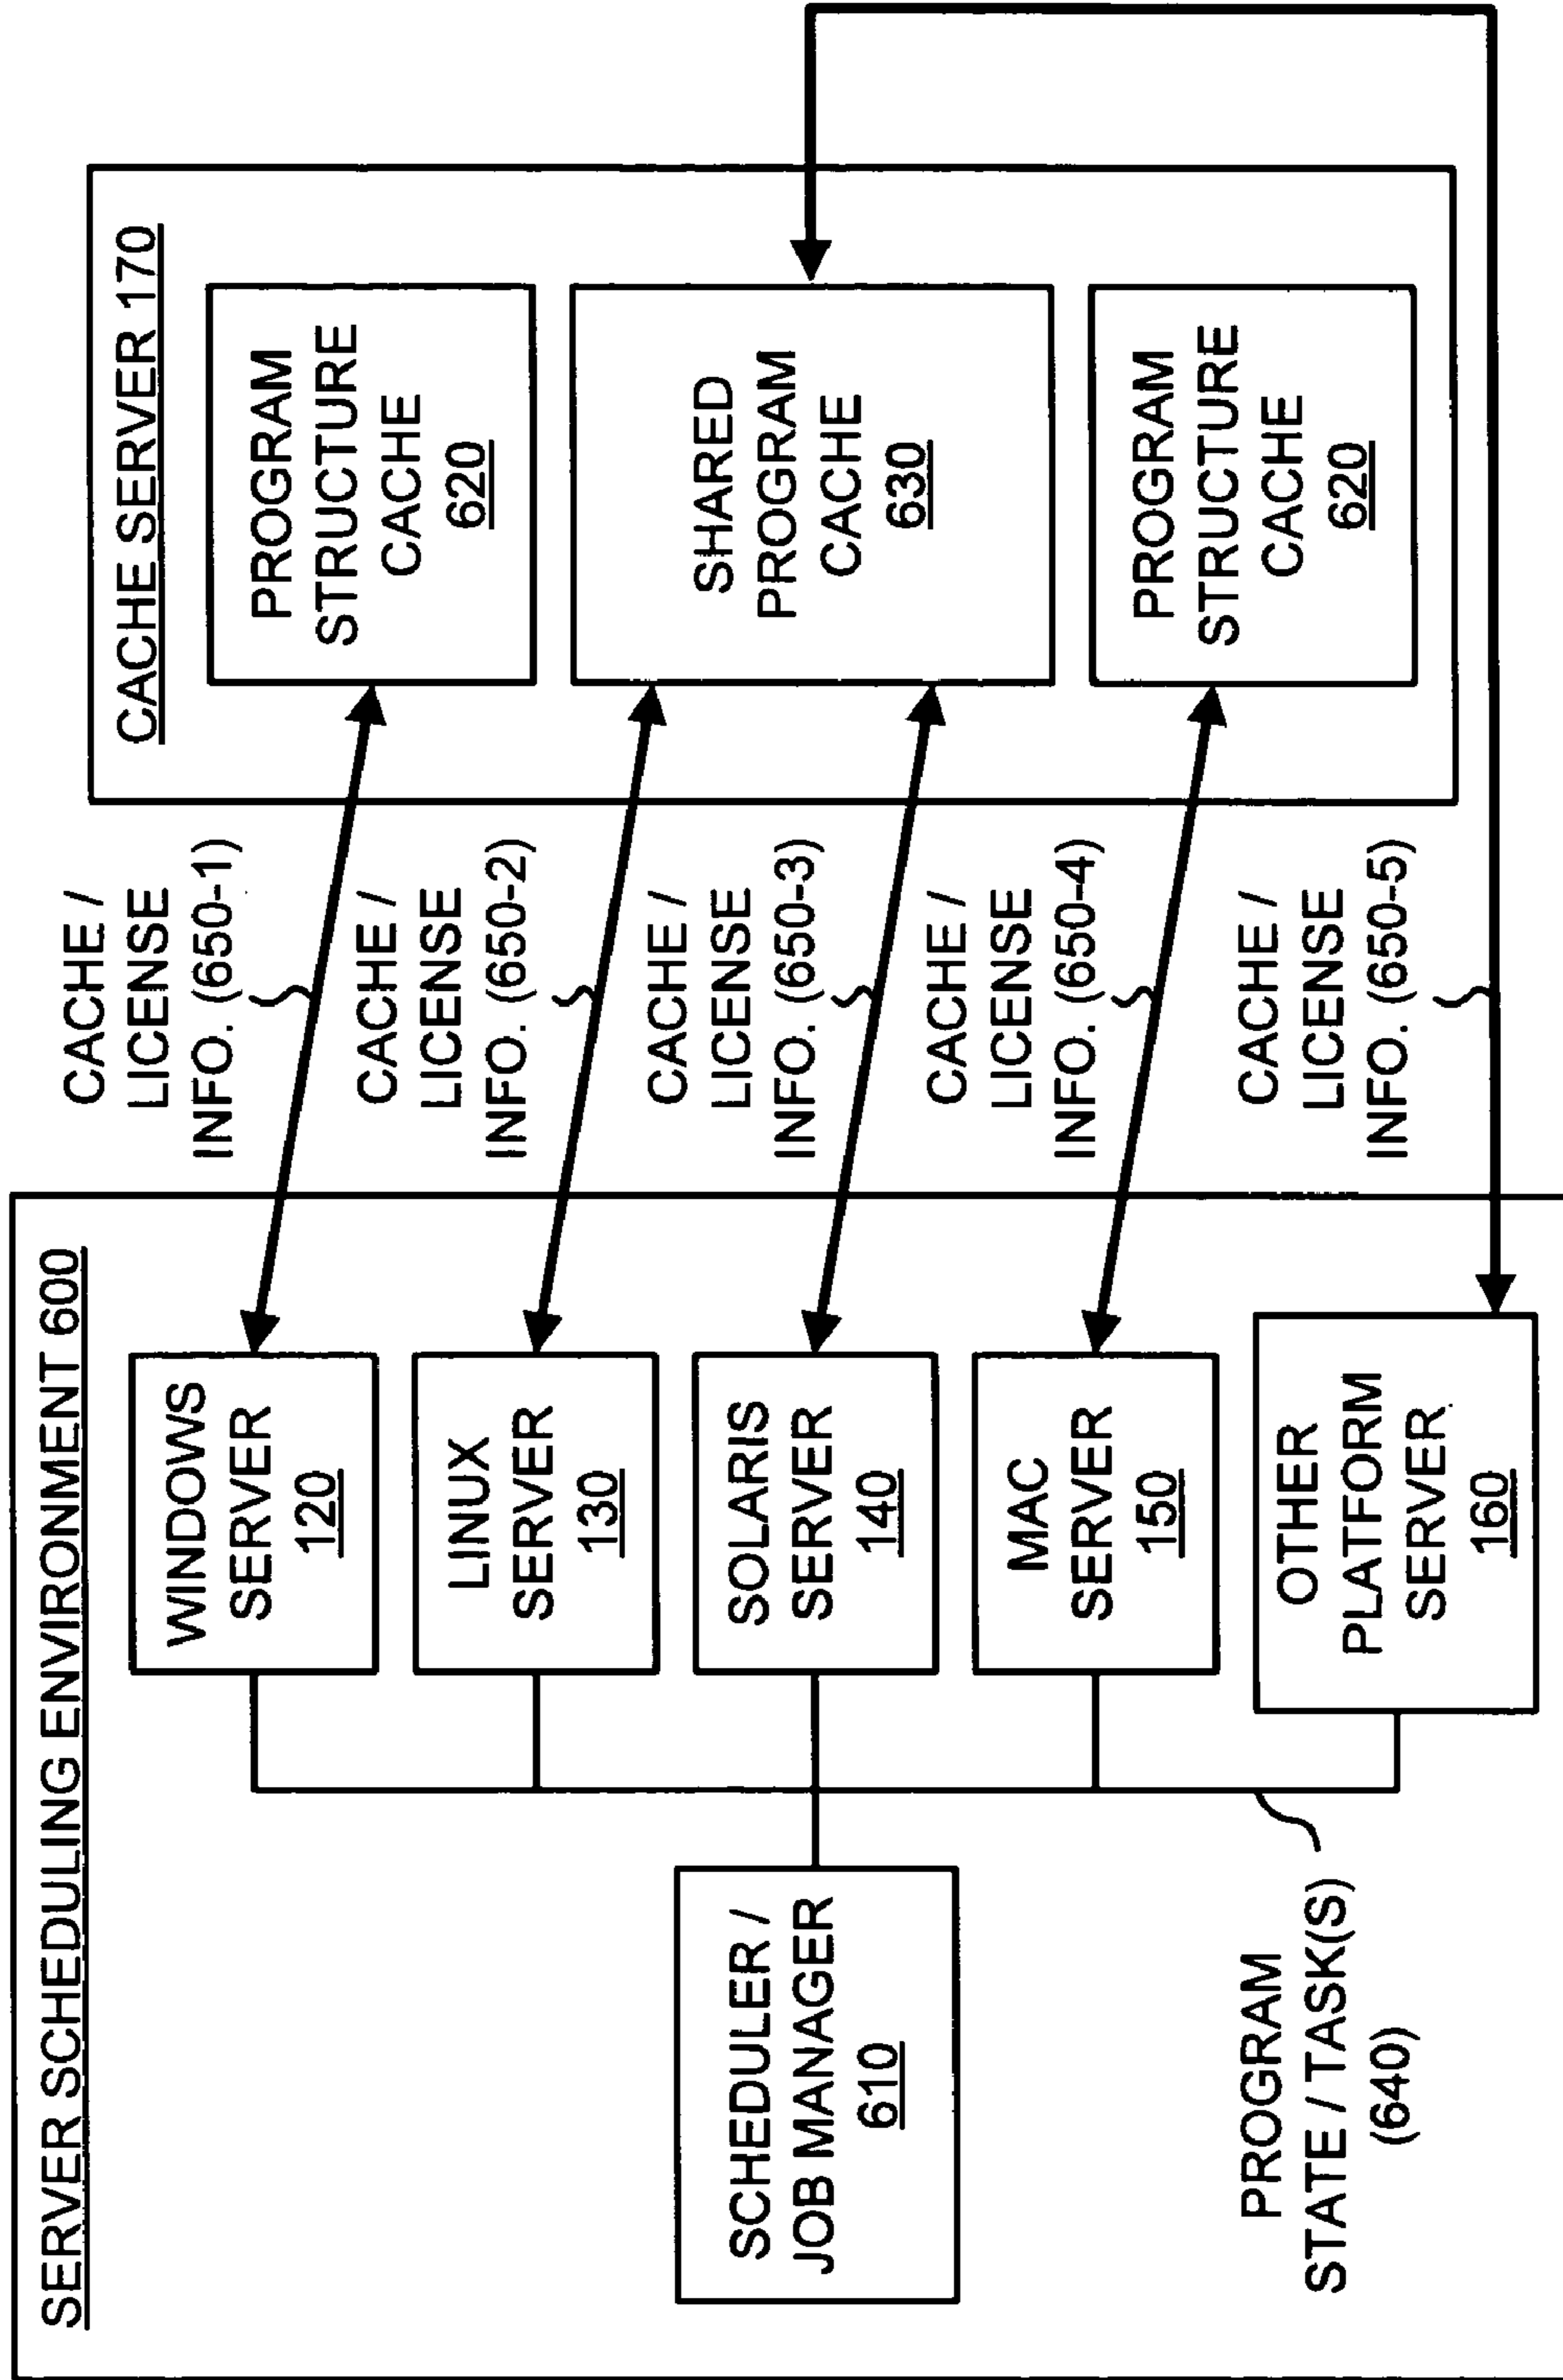 SERVER SCHEDULING ENVIRONMENT 600
SCHEDULER /
JOB MANAGER
610
PROGRAM
STATE / TASK(S)
(640)
WINDOWS
SERVER
120
LINUX
SERVER
130
SOLARIS
SERVER
140
MAC
SERVER
150
OTHER
PLATFORM
SERVER
160
CACHE /
LICENSE
INFO. (650-1)
CACHE /
LICENSE
INFO. (650-2)
CACHE /
LICENSE
INFO. (650-3)
CACHE /
LICENSE
INFO. (650-4)
CACHE /
LICENSE
INFO. (650-5)
CACHE SERVER 170
PROGRAM
STRUCTURE
CACHE
620
SHARED
PROGRAM
CACHE
630
PROGRAM
STRUCTURE
CACHE
620